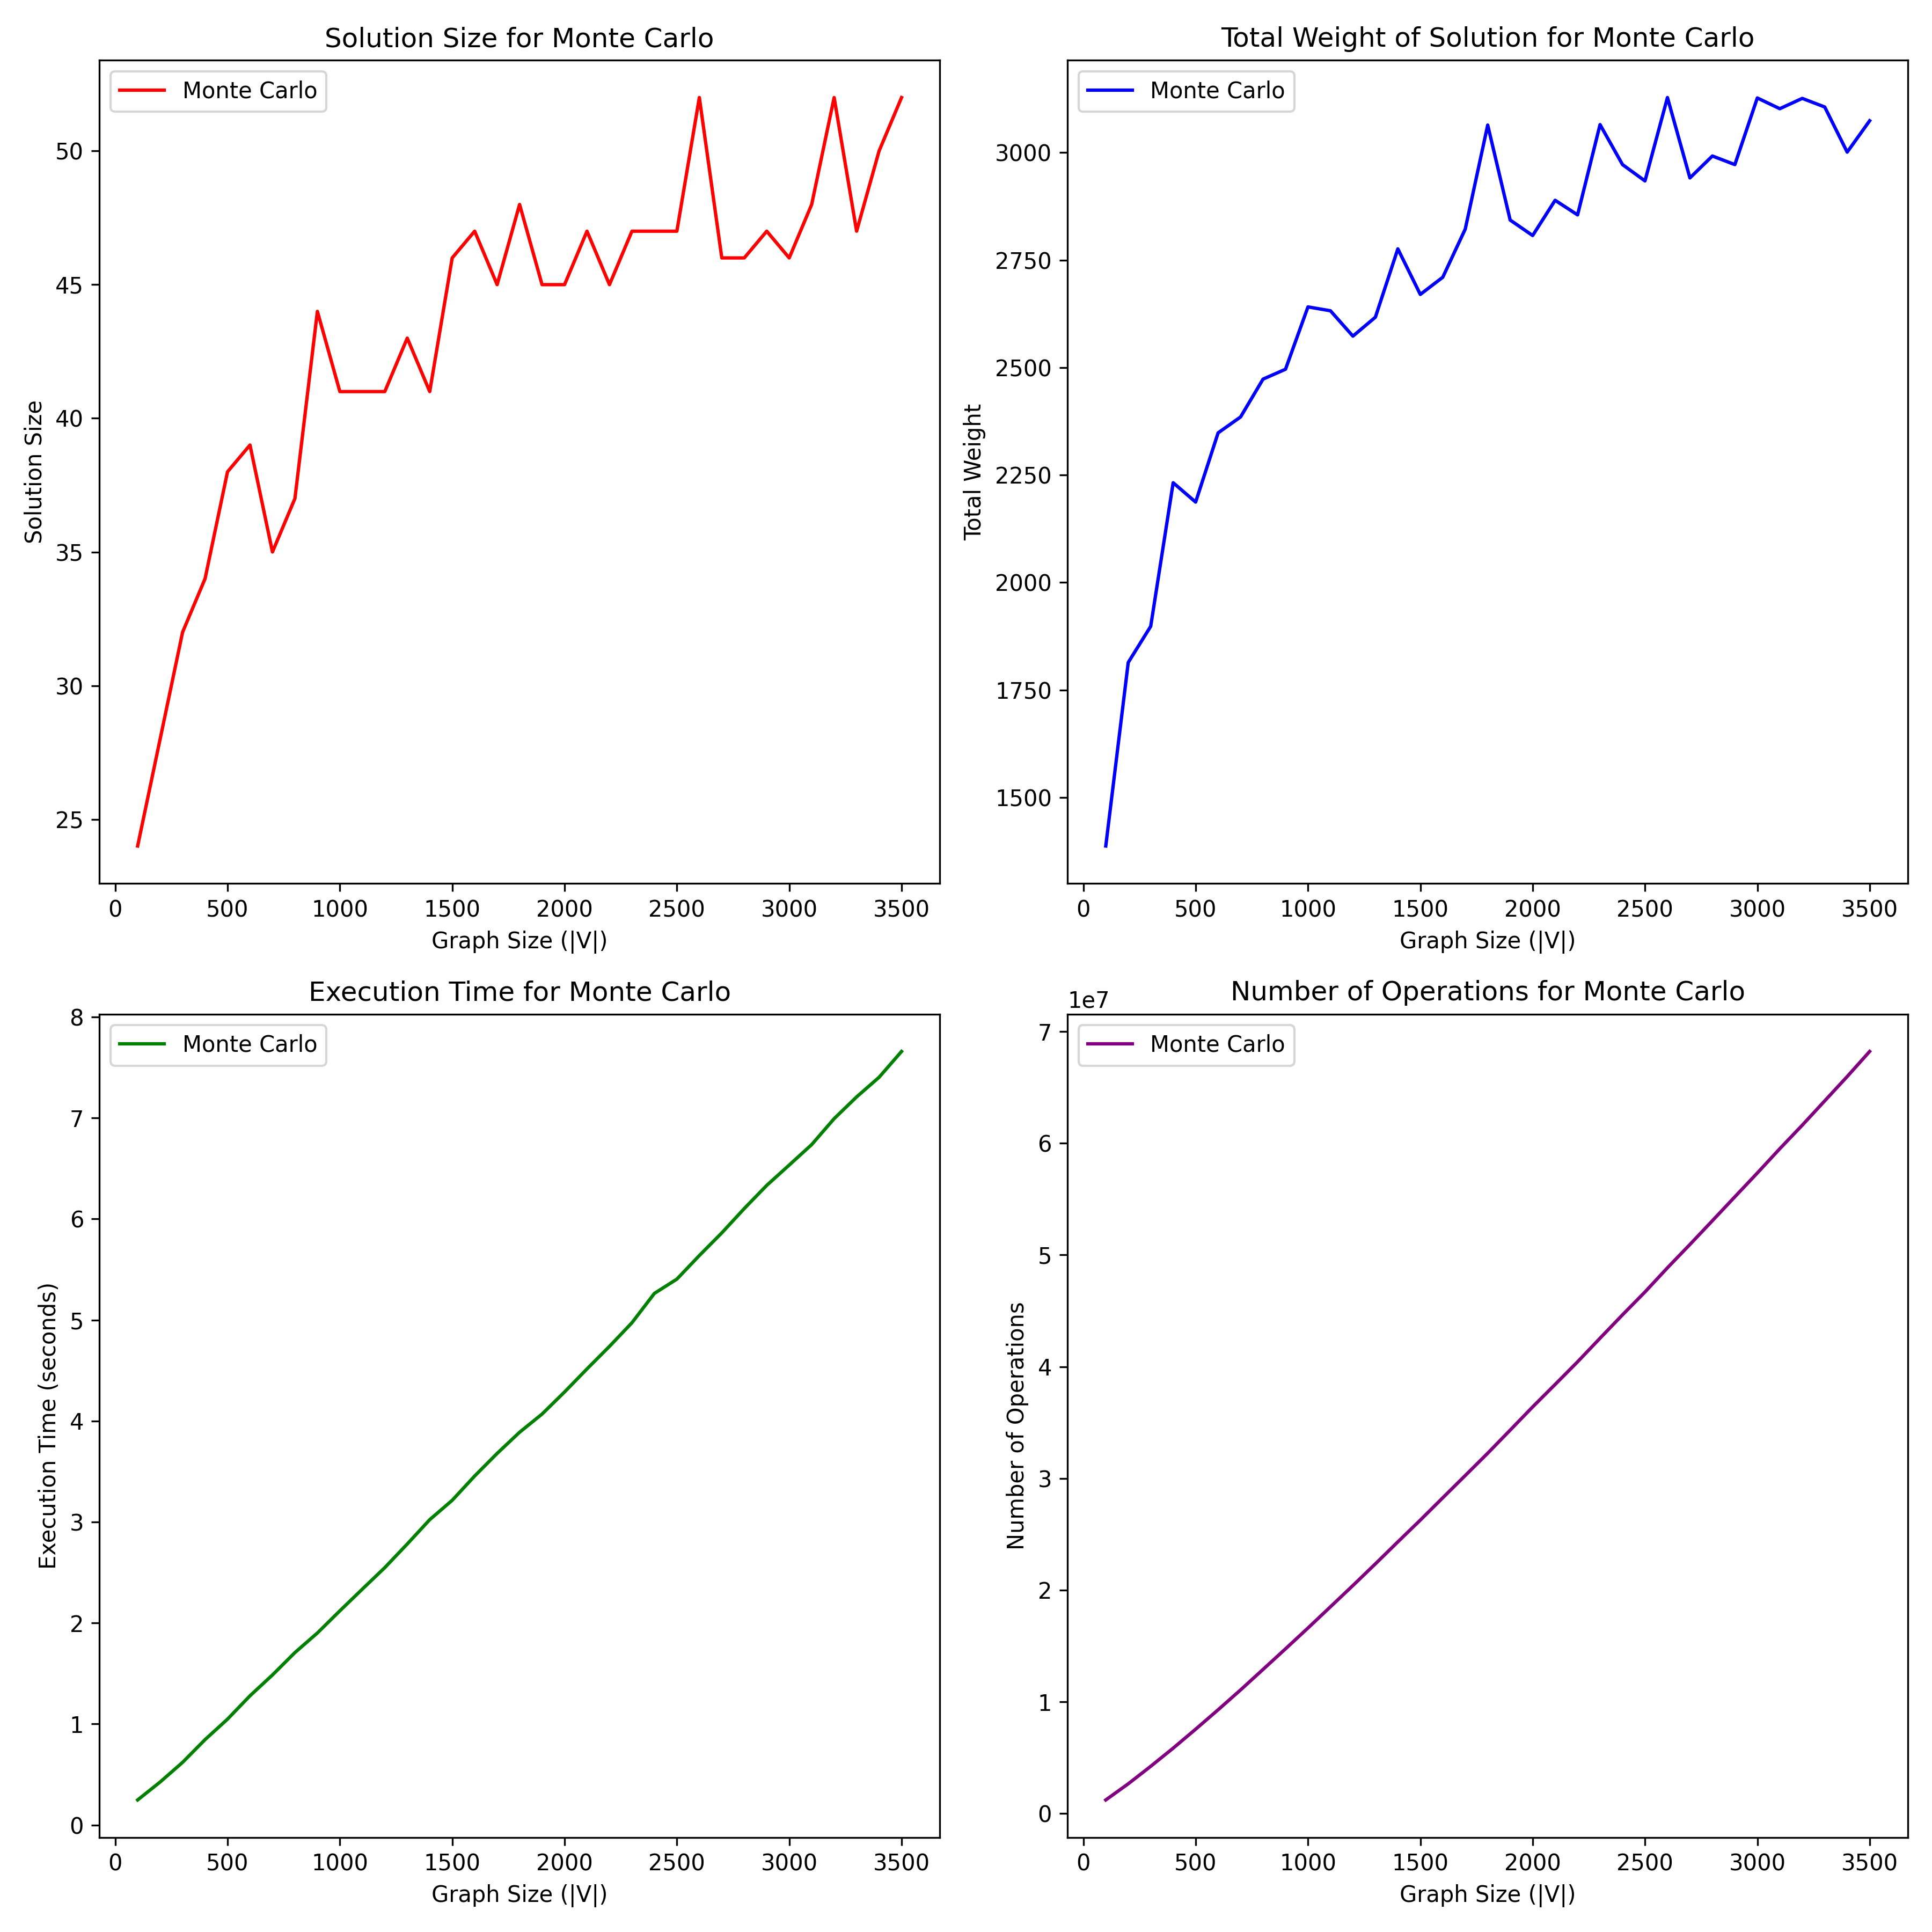 Solution Size for Monte Carlo
Monte Carlo
50
45
40
35
30
25
Solution Size
0 500 1000 1500 2000 2500 3000 3500
Graph Size (|V|)
Total Weight of Solution for Monte Carlo
Monte Carlo
3000
2750
2500
2250
2000
1750
1500
Total Weight
0 500 1000 1500 2000 2500 3000 3500
Graph Size (|V|)
Execution Time for Monte Carlo
Monte Carlo
8
7
6
5
4
3
2
1
0
Execution Time (seconds)
0 500 1000 1500 2000 2500 3000 3500
Graph Size (|V|)
Number of Operations for Monte Carlo
1e7
Monte Carlo
7
6
5
4
3
2
1
0
Number of Operations
0 500 1000 1500 2000 2500 3000 3500
Graph Size (|V|)